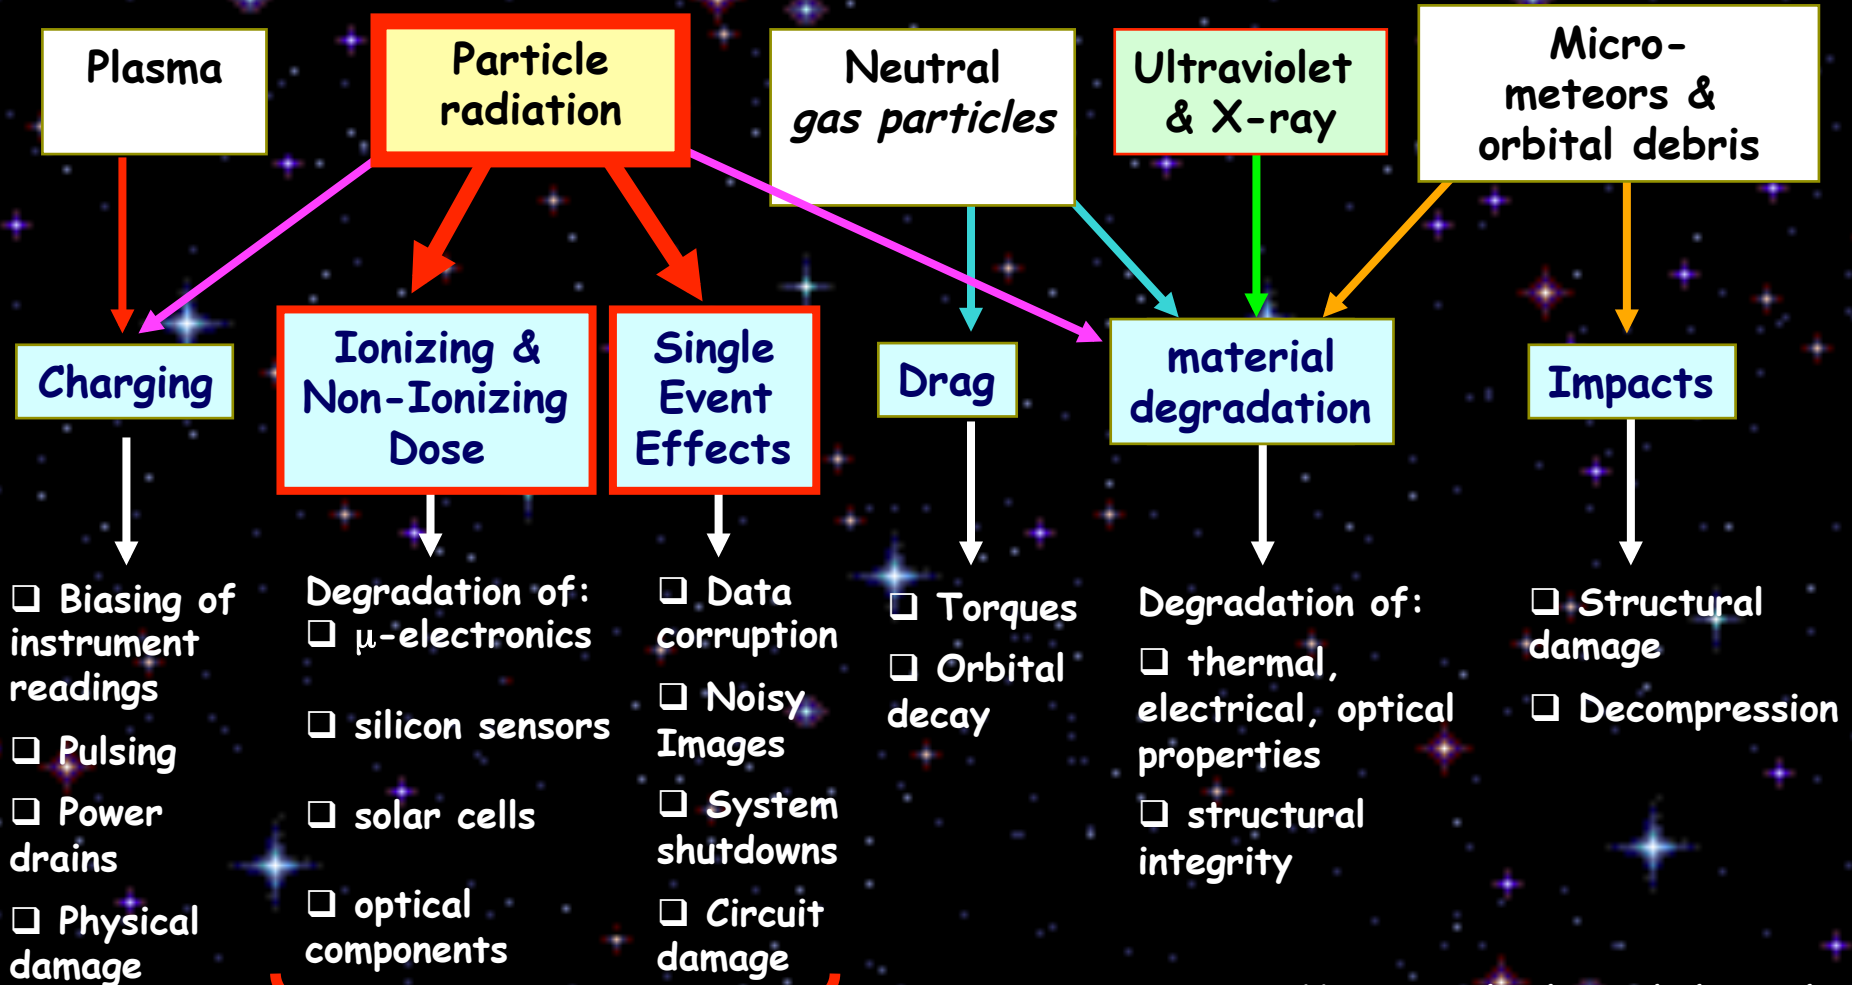 Plasma
Particle
radiation
Neutral
gas particles
Ultraviolet
& X-ray
Micro-
meteors &
orbital debris
Charging
Ionizing &
Non-Ionizing
Dose
Single
Event
Effects
Drag
material
degradation
Impacts
❑ Biasing of
instrument
readings
❑ Pulsing
❑ Power
drains
❑ Physical
damage
Degradation of:
❑ μ-electronics
❑ silicon sensors
❑ solar cells
❑ optical
components
❑ Data
corruption
❑ Noisy
Images
❑ System
shutdowns
❑ Circuit
damage
❑ Torques
❑ Orbital
decay
Degradation of:
❑ thermal,
electrical, optical
properties
❑ structural
integrity
❑ Structural
damage
❑ Decompression